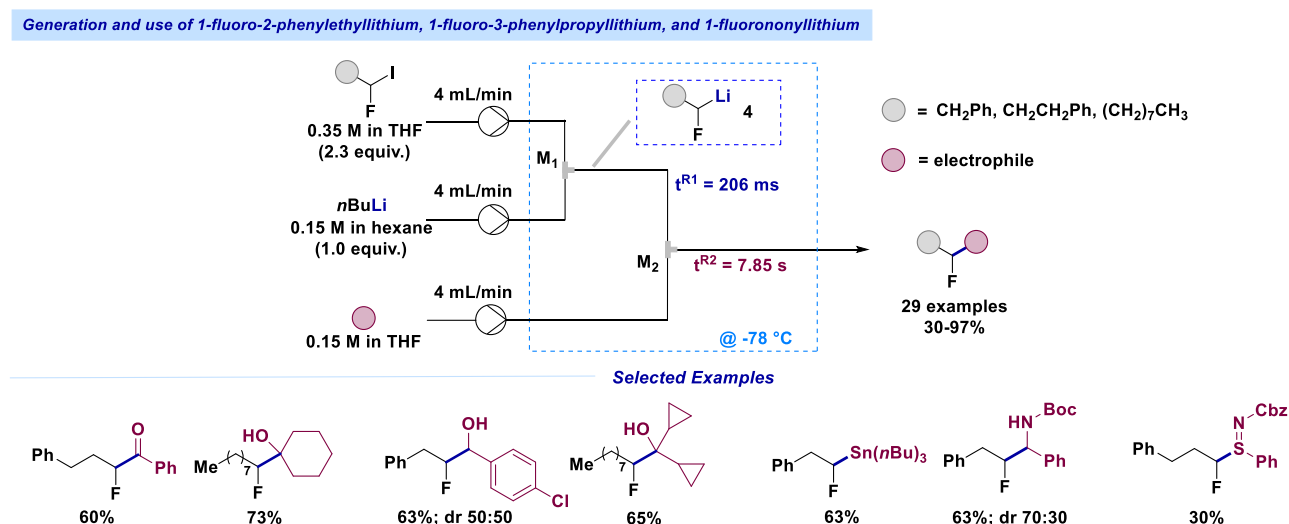 Generation and use of 1-fluoro-2-phenylethyllithium, 1-fluoro-3-phenylpropyllithium, and 1-fluorononyllithium
I
F
0.35 M in THF
(2.3 equiv.)
4 mL/min
nBuLi
0.15 M in hexane
(1.0 equiv.)
4 mL/min
0.15 M in THF
4 mL/min
M1
Li
F
4
tR1 = 206 ms
M2
tR2 = 7.85 s
@ -78 °C
= CH2Ph, CH2CH2Ph, (CH2)7CH3
= electrophile
F
29 examples
30-97%
Selected Examples
Ph
O
Ph
F
60%
HO
Me
7
F
73%
OH
Ph
F
Cl
63%; dr 50:50
HO
Me
7
F
65%
Ph
Sn(nBu)3
F
63%
HN
Boc
Ph
Ph
F
63%; dr 70:30
N
Cbz
Ph
S
Ph
F
30%